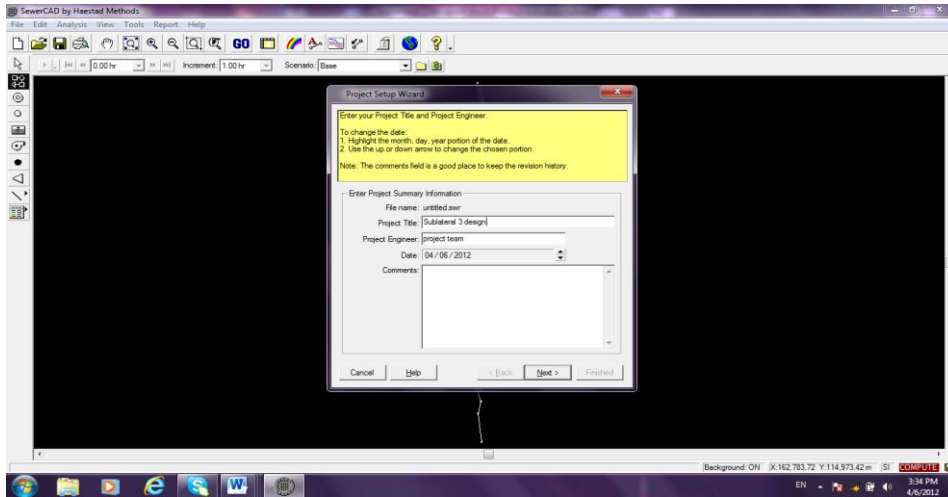 SewerCAD by Haestad Methods
File Edit Analysis View Tools Report Help
GO
0.00 hr Increment: 1.00 hr Scenario: Base
Project Setup Wizard
Enter your Project Title and Project Engineer.
To change the date:
1. Highlight the month, day, year portion of the date.
2. Use the up or down arrow to change the chosen portion.
Note: The comments field is a good place to keep the revision history.
Enter Project Summary Information
File name: untitled.swr
Project Title: Sublateral 3 design
Project Engineer: project team
Date: 04 / 06 / 2012
Comments:
Cancel Help < Back Next > Finished
Background: ON X:162,783.72 Y:114,973.42 m SI COMPUTE
EN 3:34 PM
4/6/2012